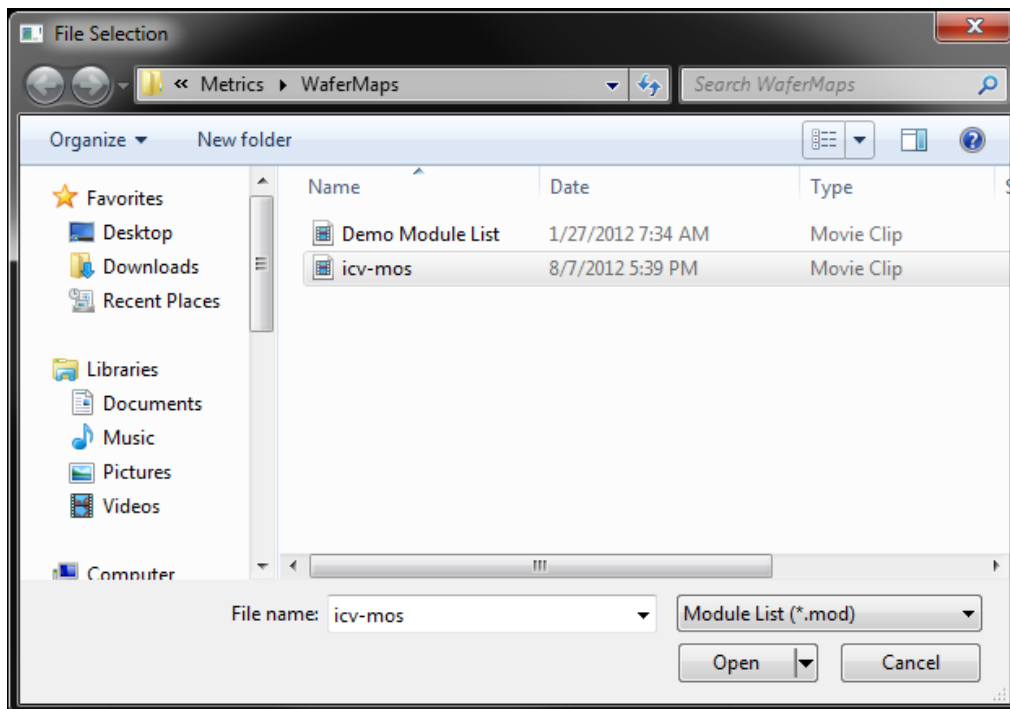 File Selection
« Metrics ▸ WaferMaps
Search WaferMaps
Organize
New folder
Favorites
Desktop
Downloads
Recent Places
Libraries
Documents
Music
Pictures
Videos
Computer
Name Date Type
Demo Module List 1/27/2012 7:34 AM Movie Clip
icv-mos 8/7/2012 5:39 PM Movie Clip
File name: icv-mos
Module List (*.mod)
Open Cancel